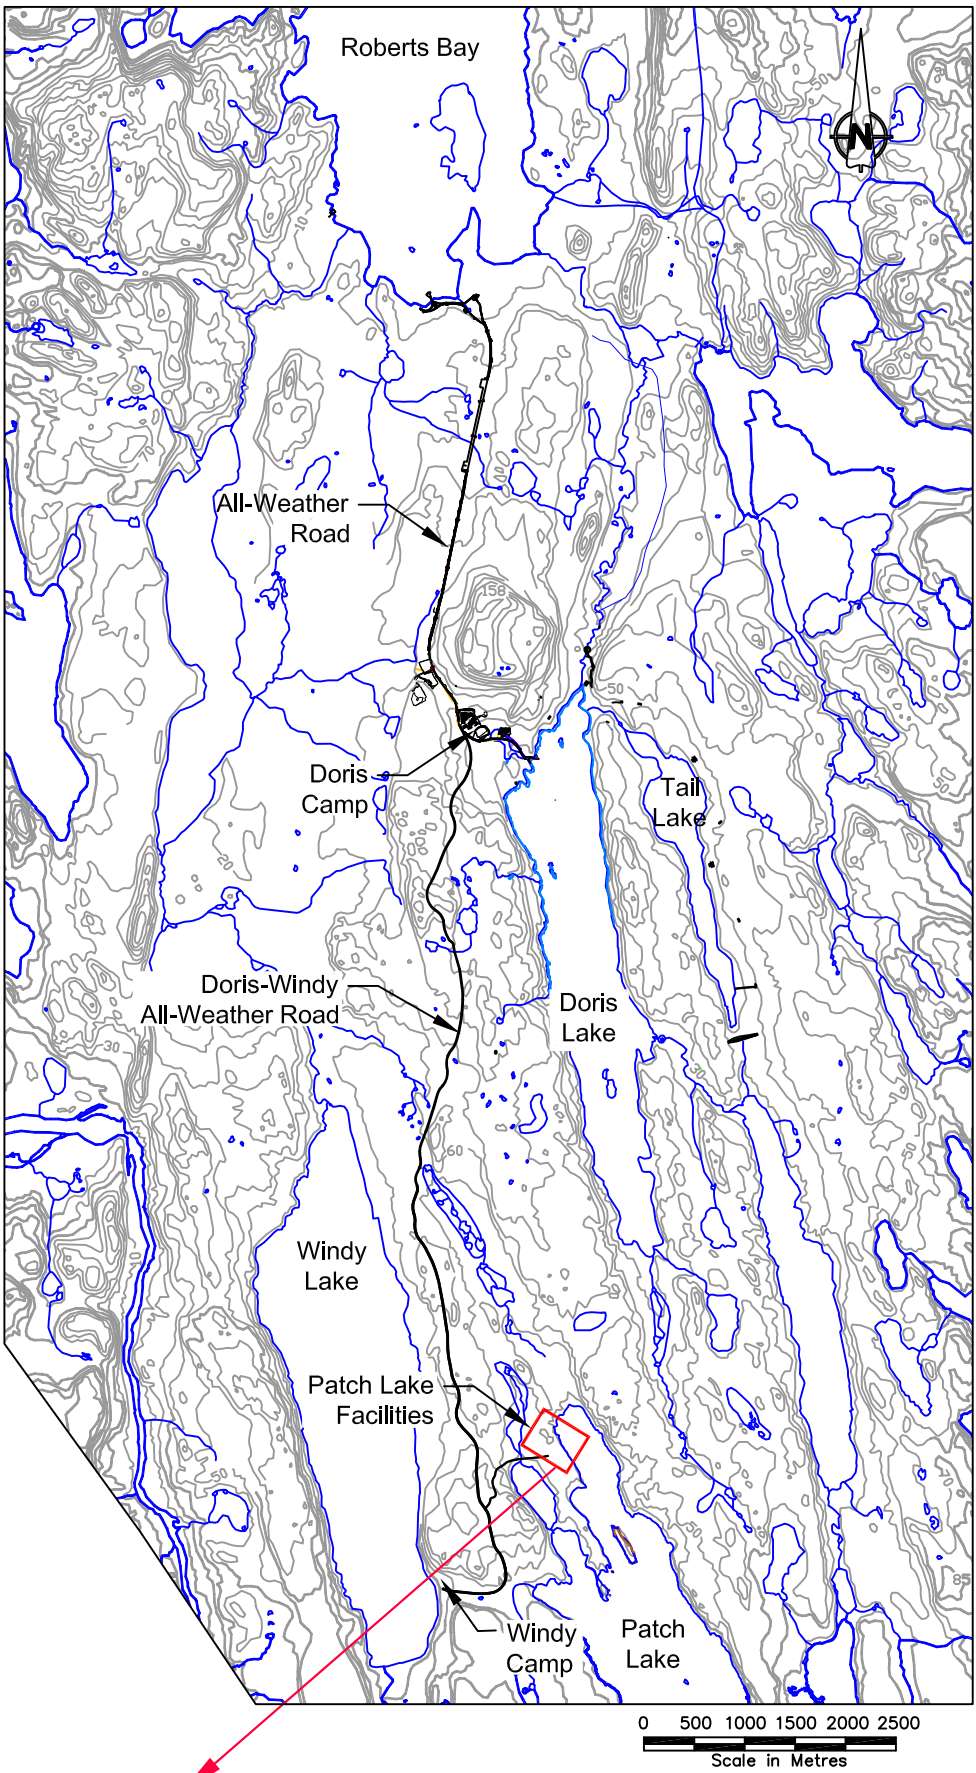 Roberts Bay
N
10
All-Weather
Road
158
50
Doris
Camp
Tail
Lake
Doris-Windy
All-Weather Road
Doris
Lake
30
60
Windy
Lake
Patch Lake
Facilities
50
85
Windy
Camp
Patch
Lake
0 500 1000 1500 2000 2500
Scale in Metres